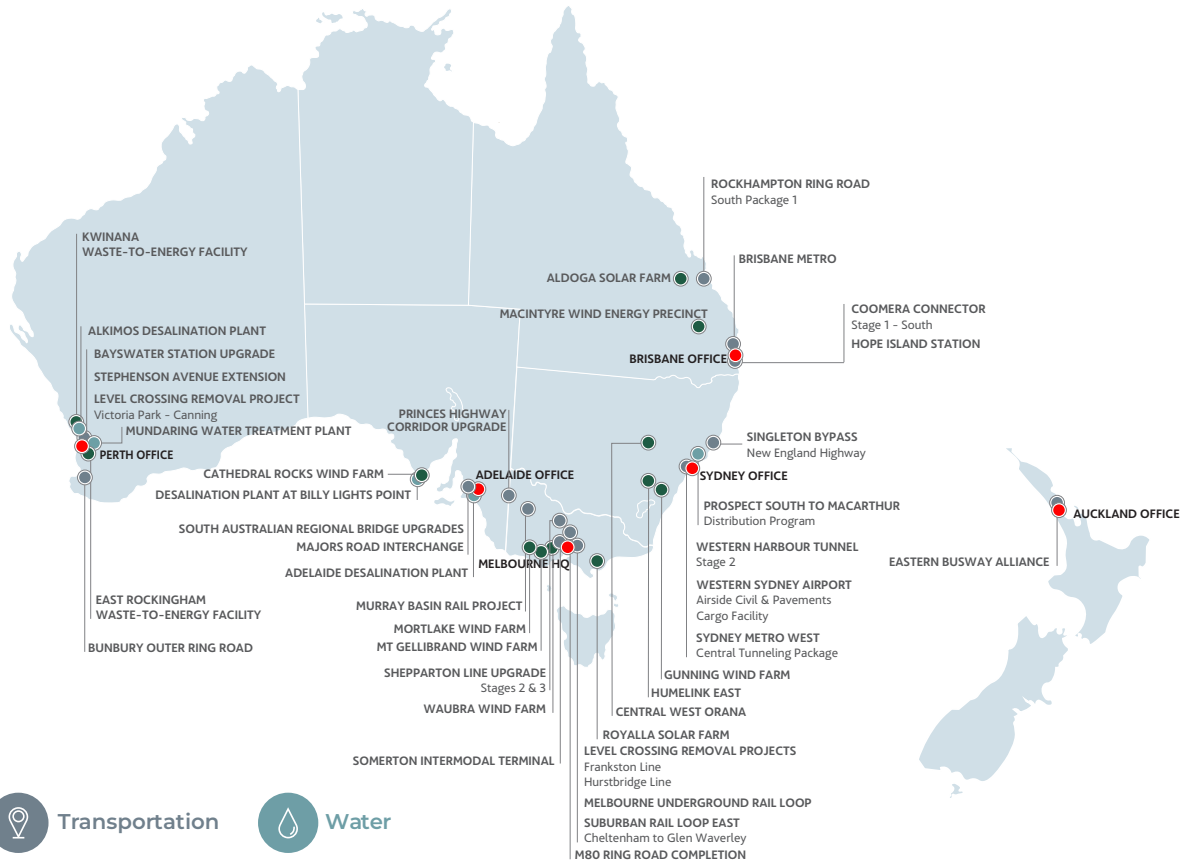 ROCKHAMPTON RING ROAD
South Package 1
KWINANA
WASTE-TO-ENERGY FACILITY
BRISBANE METRO
ALDOGA SOLAR FARM
MACINTYRE WIND ENERGY PRECINCT
COOMERA CONNECTOR
Stage 1 - South
HOPE ISLAND STATION
BRISBANE OFFICE
ALKIMOS DESALINATION PLANT
BAYSWATER STATION UPGRADE
STEPHENSON AVENUE EXTENSION
LEVEL CROSSING REMOVAL PROJECT
Victoria Park - Canning
MUNDARING WATER TREATMENT PLANT
PERTH OFFICE
PRINCES HIGHWAY
CORRIDOR UPGRADE
SINGLETON BYPASS
New England Highway
CATHEDRAL ROCKS WIND FARM
ADELAIDE OFFICE
SYDNEY OFFICE
DESALINATION PLANT AT BILLY LIGHTS POINT
PROSPECT SOUTH TO MACARTHUR
Distribution Program
AUCKLAND OFFICE
SOUTH AUSTRALIAN REGIONAL BRIDGE UPGRADES
MAJORS ROAD INTERCHANGE
WESTERN HARBOUR TUNNEL
Stage 2
MELBOURNE HQ
EASTERN BUSWAY ALLIANCE
ADELAIDE DESALINATION PLANT
WESTERN SYDNEY AIRPORT
Airside Civil & Pavements
Cargo Facility
EAST ROCKINGHAM
WASTE-TO-ENERGY FACILITY
MURRAY BASIN RAIL PROJECT
MORTLAKE WIND FARM
SYDNEY METRO WEST
Central Tunneling Package
BUNBURY OUTER RING ROAD
MT GELLIBRAND WIND FARM
SHEPPARTON LINE UPGRADE
Stages 2 & 3
GUNNING WIND FARM
HUMELINK EAST
WAUBRA WIND FARM
CENTRAL WEST ORANA
ROYALLA SOLAR FARM
LEVEL CROSSING REMOVAL PROJECTS
Frankston Line
Hurstbridge Line
SOMERTON INTERMODAL TERMINAL
MELBOURNE UNDERGROUND RAIL LOOP
SUBURBAN RAIL LOOP EAST
Cheltenham to Glen Waverley
M80 RING ROAD COMPLETION
Transportation
Water